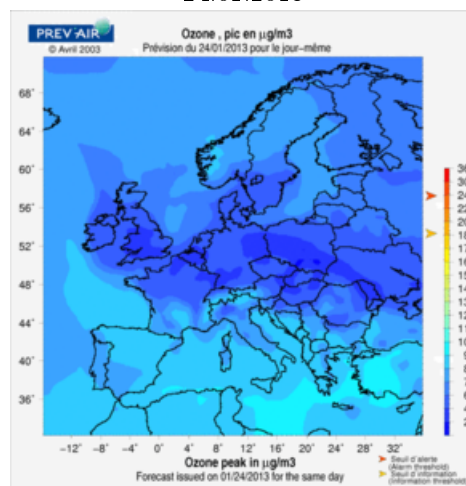 PREV'AIR
© Avril 2003
Ozone , pic en µg/m3
Prévision du 24/01/2013 pour le jour-même
68°
64°
60°
56°
52°
48°
44°
40°
36°
-12° -8° -4° 0° 4° 8° 12° 16° 20° 24° 28° 32°
Ozone peak in µg/m3
Forecast issued on 01/24/2013 for the same day
Seuil d'alerte
(Alarm threshold)
Seuil d'information
(Information threshold)